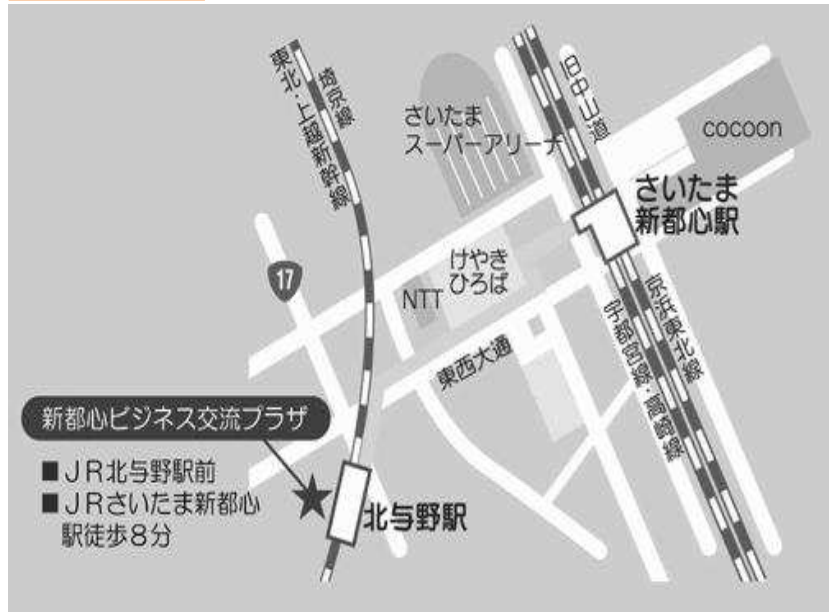 埼京線
東北・上越新幹線
さいたま
スーパーアリーナ
旧中山道
cocoon
さいたま
新都心駅
けやき
ひろば
17
NTT
東西大通
京浜東北線
宇都宮線・高崎線
新都心ビジネス交流プラザ
■JR北与野駅前
■JRさいたま新都心
駅徒歩8分
北与野駅